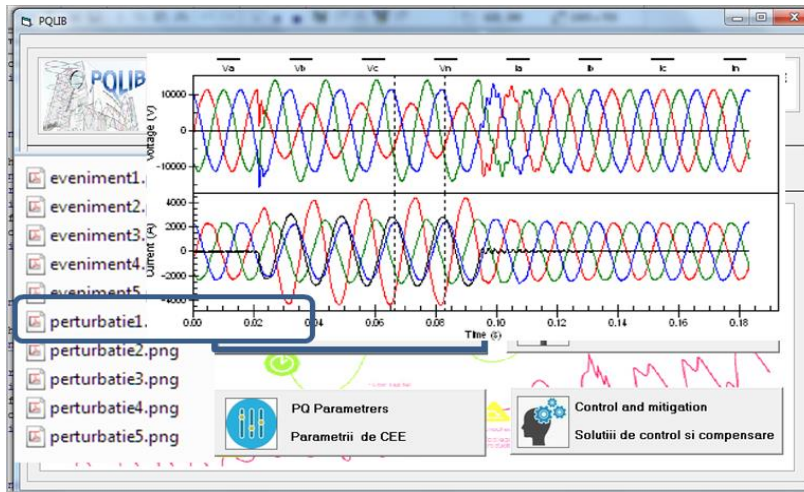 PQLIB
PQLIB
Va Vb Vc Vn Ia Ib Ic In
Voltage (V)
10000
0
-10000
Current (A)
4000
2000
0
-2000
-4000
0.00 0.02 0.04 0.06 0.08 0.10 0.12 0.14 0.16 0.18
Time (s)
eveniment1.
eveniment2.
eveniment3.
eveniment4.
eveniment5.
perturbatie1.
perturbatie2.png
perturbatie3.png
perturbatie4.png
perturbatie5.png
PQ Parametrers
Parametrii de CEE
Control and mitigation
Solutiii de control si compensare